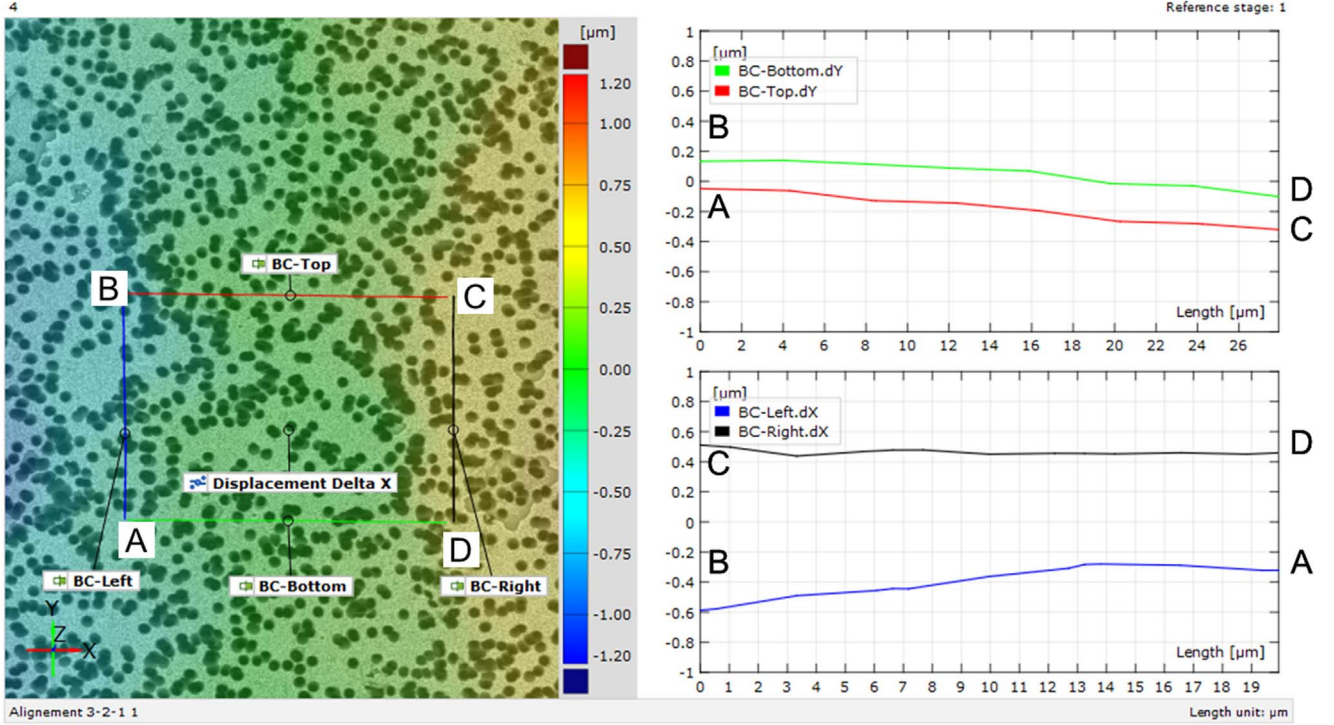 4
Reference stage: 1
[µm]
1.20
1.00
0.75
0.50
0.25
0.00
-0.25
-0.50
-0.75
-1.00
-1.20
BC-Top
B
C
Displacement Delta X
A
D
BC-Left
BC-Bottom
BC-Right
Y
Z
X
1
[µm]
0.8
BC-Bottom.dY
0.6
BC-Top.dY
0.4
B
0.2
0
D
-0.2
A
C
-0.4
-0.6
-0.8
Length [µm]
-1
0 2 4 6 8 10 12 14 16 18 20 22 24 26
1
[µm]
0.8
BC-Left.dX
BC-Right.dX
0.6
D
0.4
C
0.2
0
-0.2
B
A
-0.4
-0.6
-0.8
Length [µm]
-1
0 1 2 3 4 5 6 7 8 9 10 11 12 13 14 15 16 17 18 19
Alignement 3-2-1 1
Length unit: µm